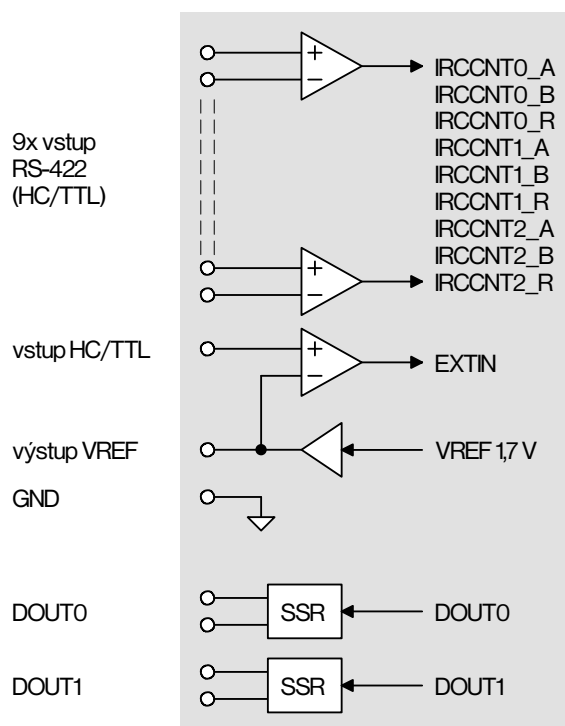 IRCCNT0_A
IRCCNT0_B
IRCCNT0_R
IRCCNT1_A
IRCCNT1_B
IRCCNT1_R
IRCCNT2_A
IRCCNT2_B
IRCCNT2_R
9x vstup
RS-422
(HC/TTL)
+
−
+
−
vstup HC/TTL
+
−
EXTIN
výstup VREF
VREF 1,7 V
GND
DOUT0
SSR
DOUT0
DOUT1
SSR
DOUT1